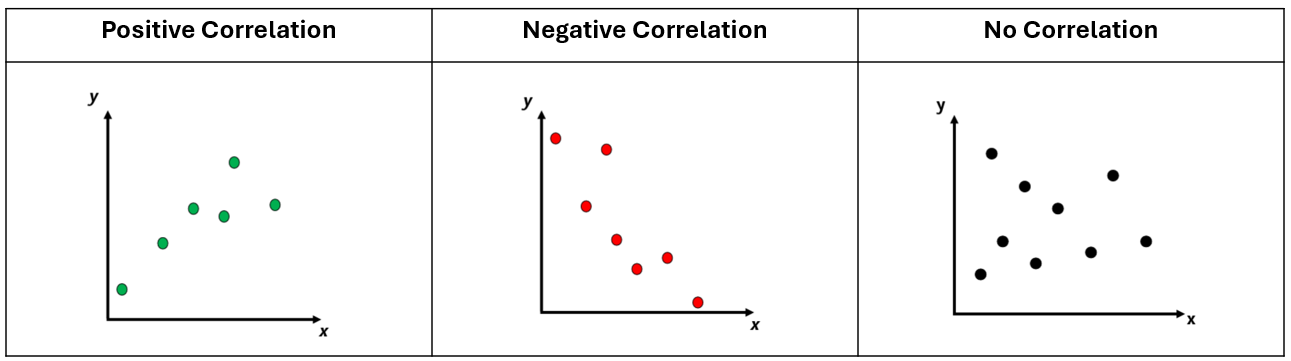 Positive Correlation
Negative Correlation
No Correlation
y
x
y
x
y
x